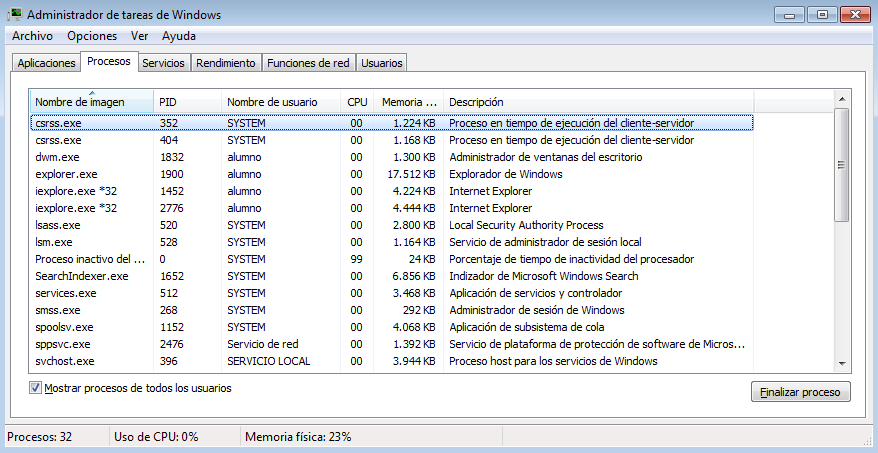 Administrador de tareas de Windows
Archivo Opciones Ver Ayuda
Aplicaciones Procesos Servicios Rendimiento Funciones de red Usuarios
Nombre de imagen PID Nombre de usuario CPU Memoria ... Descripción
csrss.exe 352 SYSTEM 00 1.224 KB Proceso en tiempo de ejecución del cliente-servidor
csrss.exe 404 SYSTEM 00 1.168 KB Proceso en tiempo de ejecución del cliente-servidor
dwm.exe 1832 alumno 00 1.300 KB Administrador de ventanas del escritorio
explorer.exe 1900 alumno 00 17.512 KB Explorador de Windows
iexplore.exe *32 1452 alumno 00 4.224 KB Internet Explorer
iexplore.exe *32 2776 alumno 00 4.444 KB Internet Explorer
lsass.exe 520 SYSTEM 00 2.800 KB Local Security Authority Process
lsm.exe 528 SYSTEM 00 1.164 KB Servicio de administrador de sesión local
Proceso inactivo del ... 0 SYSTEM 99 24 KB Porcentaje de tiempo de inactividad del procesador
SearchIndexer.exe 1652 SYSTEM 00 6.856 KB Indizador de Microsoft Windows Search
services.exe 512 SYSTEM 00 3.468 KB Aplicación de servicios y controlador
smss.exe 268 SYSTEM 00 292 KB Administrador de sesión de Windows
spoolsv.exe 1152 SYSTEM 00 4.068 KB Aplicación de subsistema de cola
sppsvc.exe 2476 Servicio de red 00 1.392 KB Servicio de plataforma de protección de software de Micros...
svchost.exe 396 SERVICIO LOCAL 00 3.944 KB Proceso host para los servicios de Windows
Mostrar procesos de todos los usuarios
Finalizar proceso
Procesos: 32 Uso de CPU: 0% Memoria física: 23%